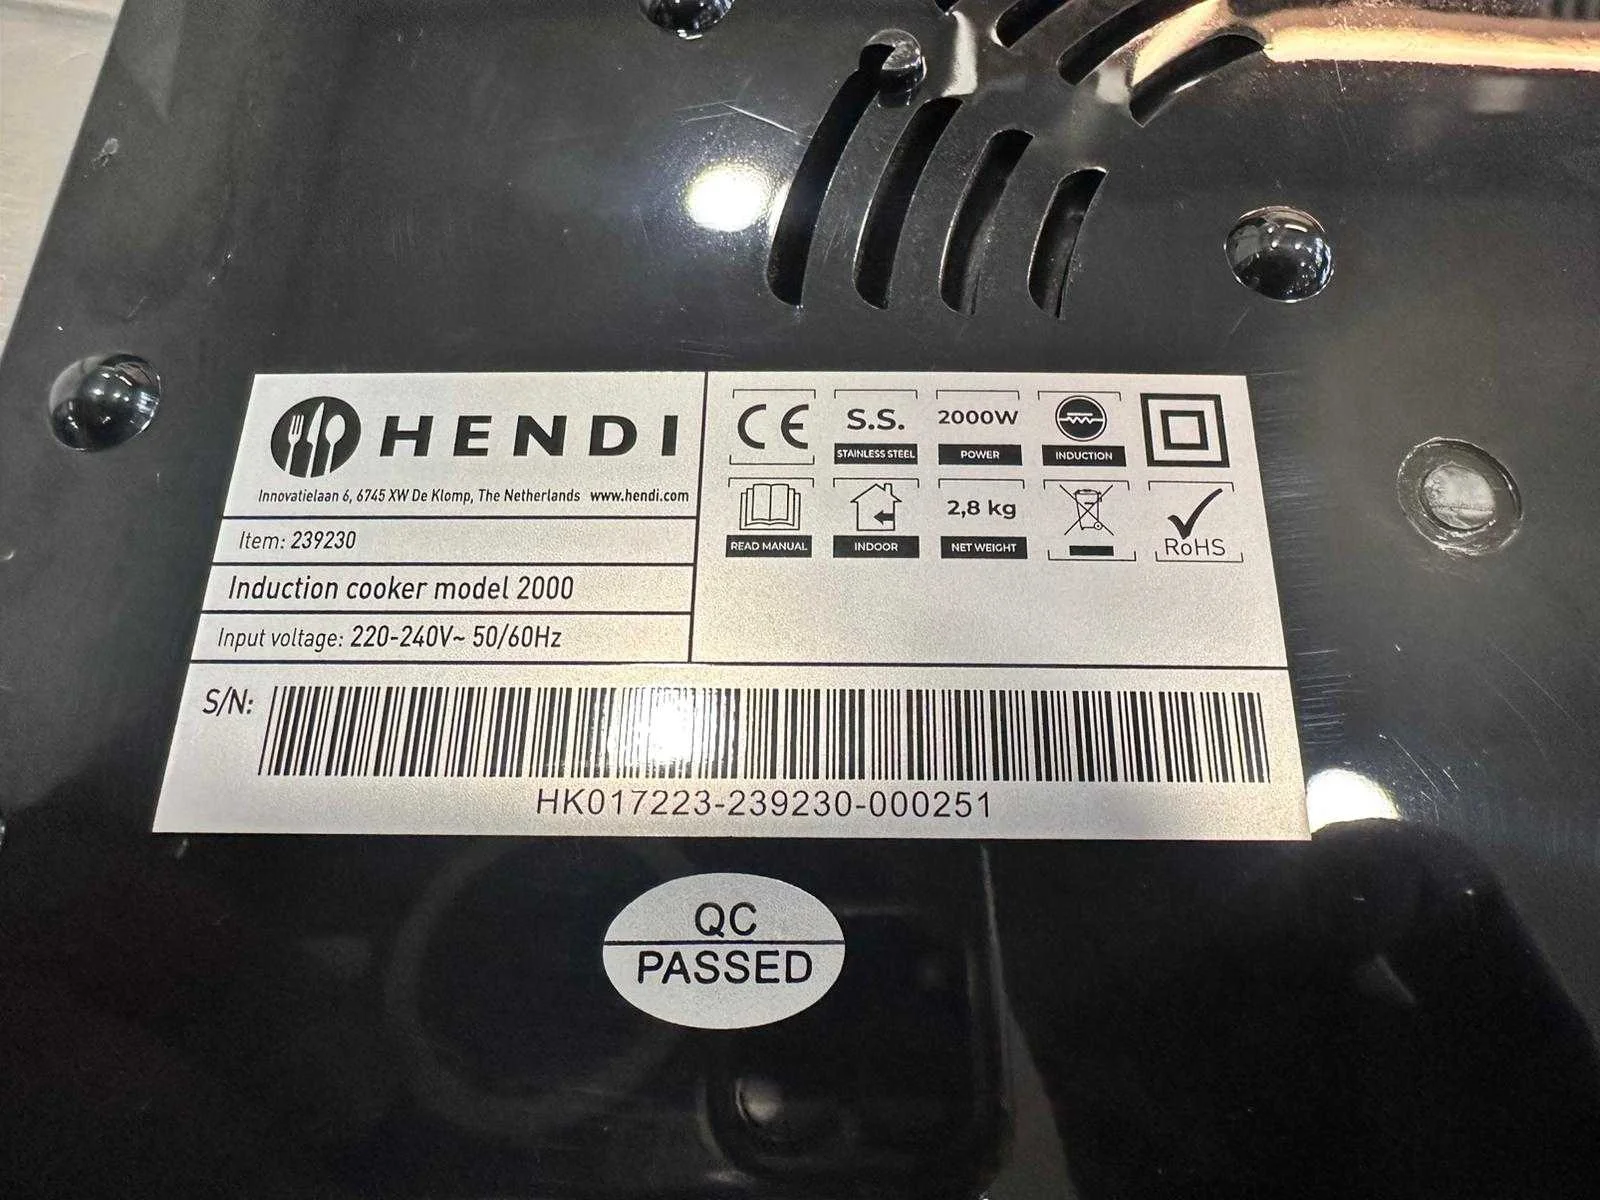 HENDI
Innovatielaan 6, 6745 XW De Klomp, The Netherlands www.hendi.com
Item: 239230
Induction cooker model 2000
Input voltage: 220-240V~ 50/60Hz
CE
S.S.
STAINLESS STEEL
2000W
POWER
INDUCTION
READ MANUAL
INDOOR
2,8 kg
NET WEIGHT
RoHS
S/N:
HK017223-239230-000251
QC
PASSED